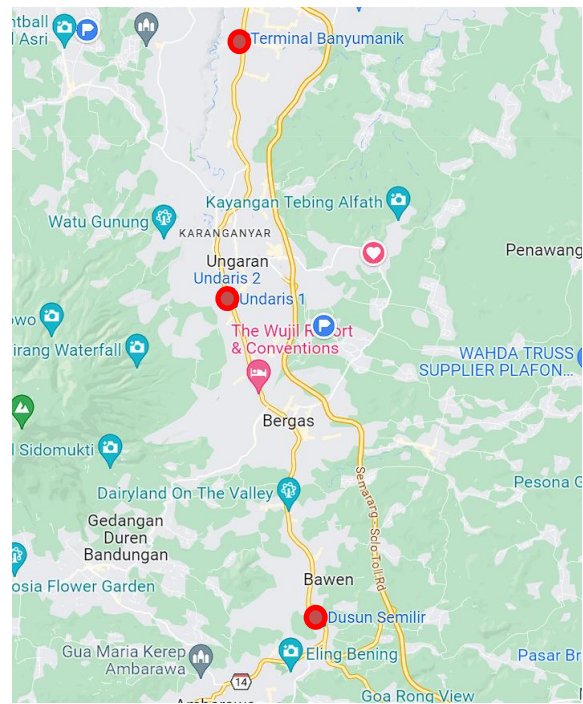 ntball
Asri
Terminal Banyumanik
Kayangan Tebing Alfath
Watu Gunung
KARANGANYAR
Penawang
Ungaran
Undaris 2
Undaris 1
owo
The Wujil Resort
& Conventions
irang Waterfall
WAHDA TRUSS
SUPPLIER PLAFON...
Bergas
Sidomukti
Semarang - Solo Toll Rd
Pesona G
Dairyland On The Valley
Gedangan
Duren
Bandungan
Bawen
osia Flower Garden
Dusun Semilir
Gua Maria Kerep
Ambarawa
Eling Bening
Pasar Br
14
Goa Rong View